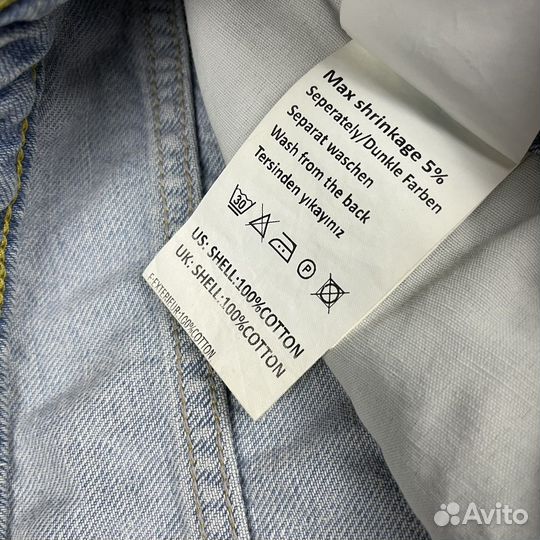 Max shrinkage 5%
Seperately/Dunkle Farben
Separat waschen
Wash from the back
Tersinden yıkayınız
30 P
US: SHELL:100%COTTON
UK: SHELL:100%COTTON
F-EXTERIEUR:100%COTTON
Avito